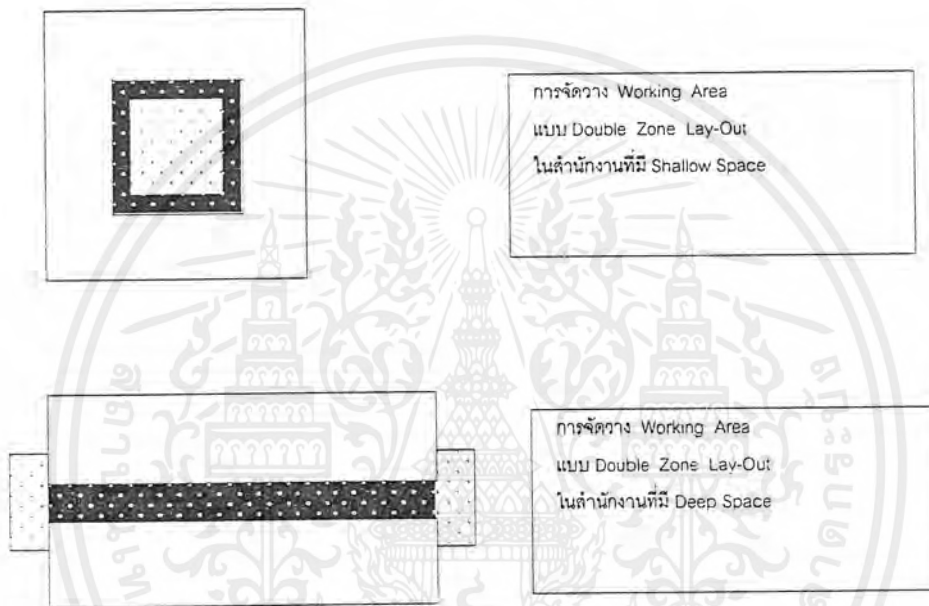 การจัดวาง Working Area
แบบ Double Zone Lay-Out
ในสำนักงานที่มี Shallow Space
การจัดวาง Working Area
แบบ Double Zone Lay-Out
ในสำนักงานที่มี Deep Space